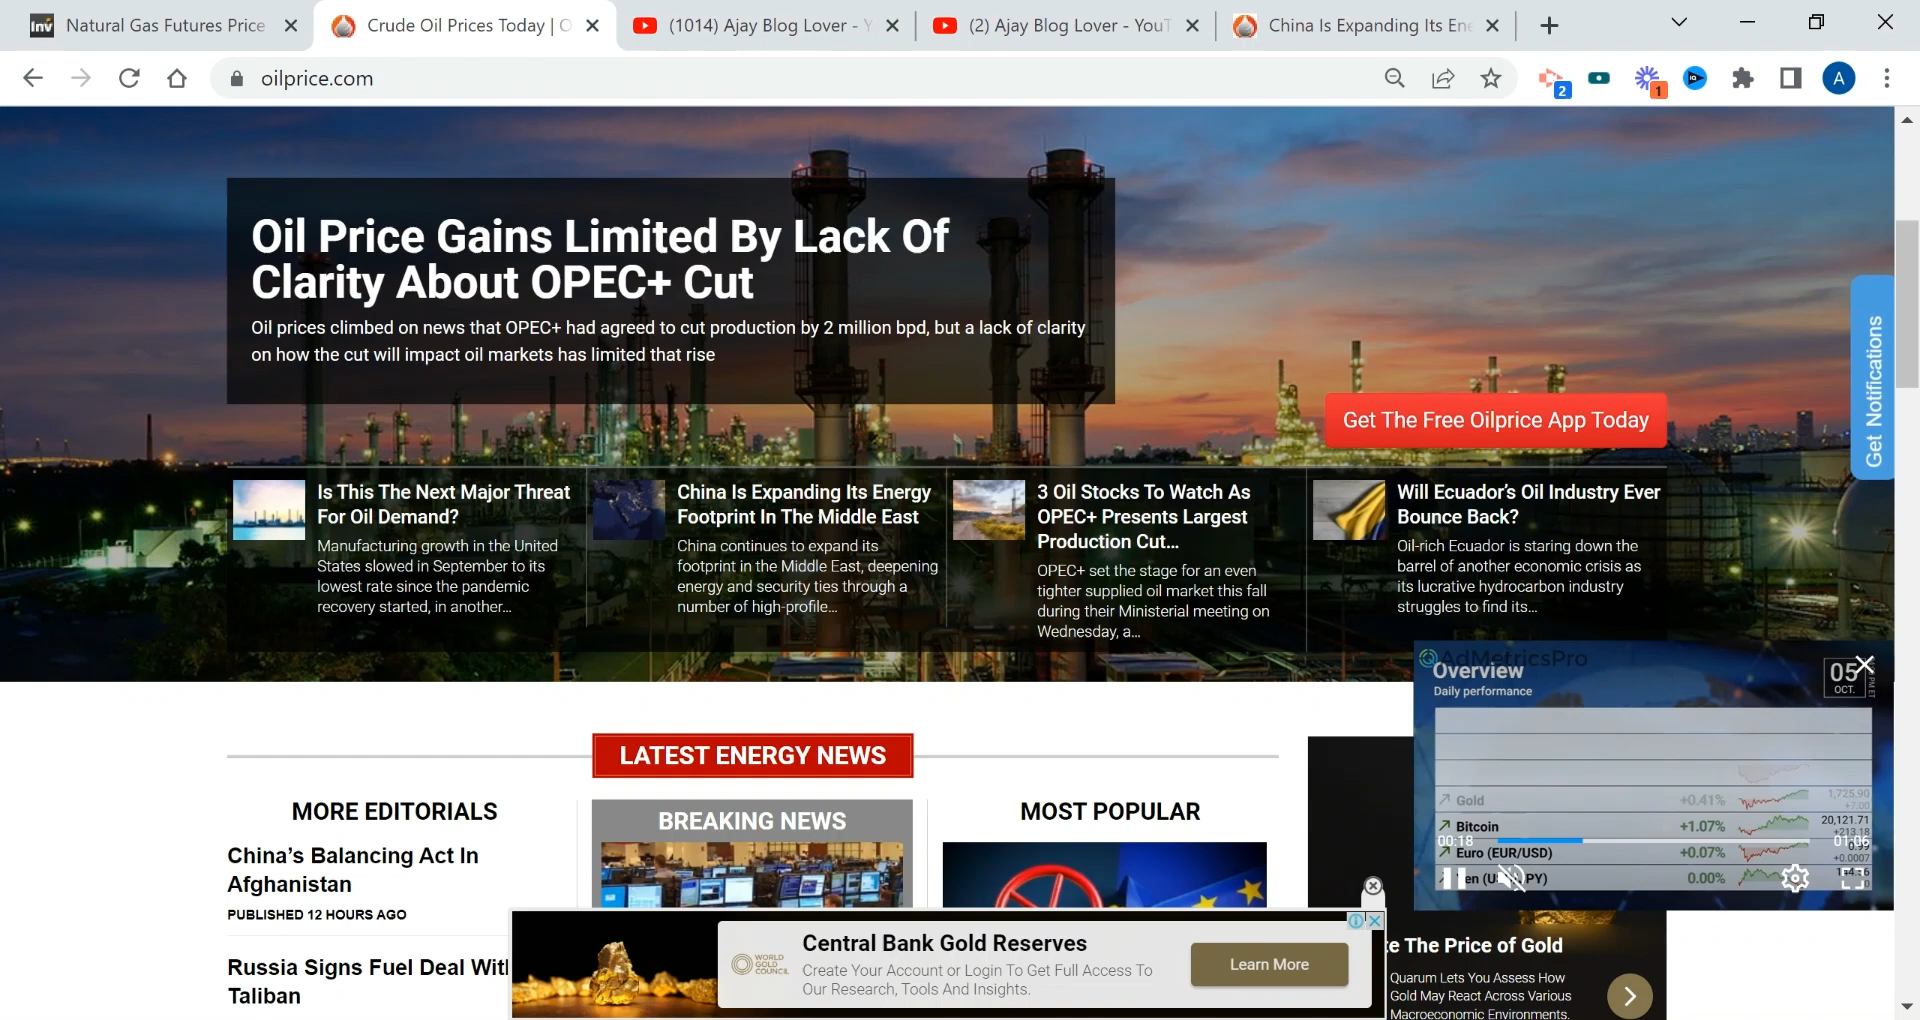 Natural Gas Futures Price
Crude Oil Prices Today | O
(1014) Ajay Blog Lover - Y
(2) Ajay Blog Lover - YouT
China Is Expanding Its Ene
oilprice.com
2
1
A
Oil Price Gains Limited By Lack Of
Clarity About OPEC+ Cut
Oil prices climbed on news that OPEC+ had agreed to cut production by 2 million bpd, but a lack of clarity
on how the cut will impact oil markets has limited that rise
Get Notifications
Get The Free Oilprice App Today
Is This The Next Major Threat
For Oil Demand?
Manufacturing growth in the United
States slowed in September to its
lowest rate since the pandemic
recovery started, in another...
China Is Expanding Its Energy
Footprint In The Middle East
China continues to expand its
footprint in the Middle East, deepening
energy and security ties through a
number of high-profile...
3 Oil Stocks To Watch As
OPEC+ Presents Largest
Production Cut...
OPEC+ set the stage for an even
tighter supplied oil market this fall
during their Ministerial meeting on
Wednesday, a...
Will Ecuador's Oil Industry Ever
Bounce Back?
Oil-rich Ecuador is staring down the
barrel of another economic crisis as
its lucrative hydrocarbon industry
struggles to find its...
AdMetricsPro
Overview
Daily performance
05
OCT.
Gold +0.41% 1,725.90
+7.00
Bitcoin +1.07% 20,121.71
+213.18
00:18 01:06
Euro (EUR/USD) +0.07% 0.99
+0.0007
0.00%
LATEST ENERGY NEWS
MORE EDITORIALS
China's Balancing Act In
Afghanistan
PUBLISHED 12 HOURS AGO
Russia Signs Fuel Deal With
Taliban
BREAKING NEWS
MOST POPULAR
WORLD
GOLD
COUNCIL
Central Bank Gold Reserves
Create Your Account or Login To Get Full Access To
Our Research, Tools And Insights.
Learn More
te The Price of Gold
Quarum Lets You Assess How
Gold May React Across Various
Macroeconomic Environments.